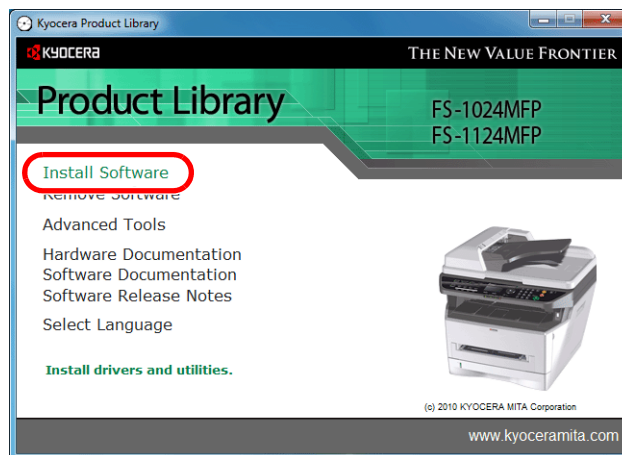 Kyocera Product Library
KYOCERA
THE NEW VALUE FRONTIER
Product Library
FS-1024MFP
FS-1124MFP
Install Software
Remove Software
Advanced Tools
Hardware Documentation
Software Documentation
Software Release Notes
Select Language
Install drivers and utilities.
(c) 2010 KYOCERA MITA Corporation
www.kyoceramita.com